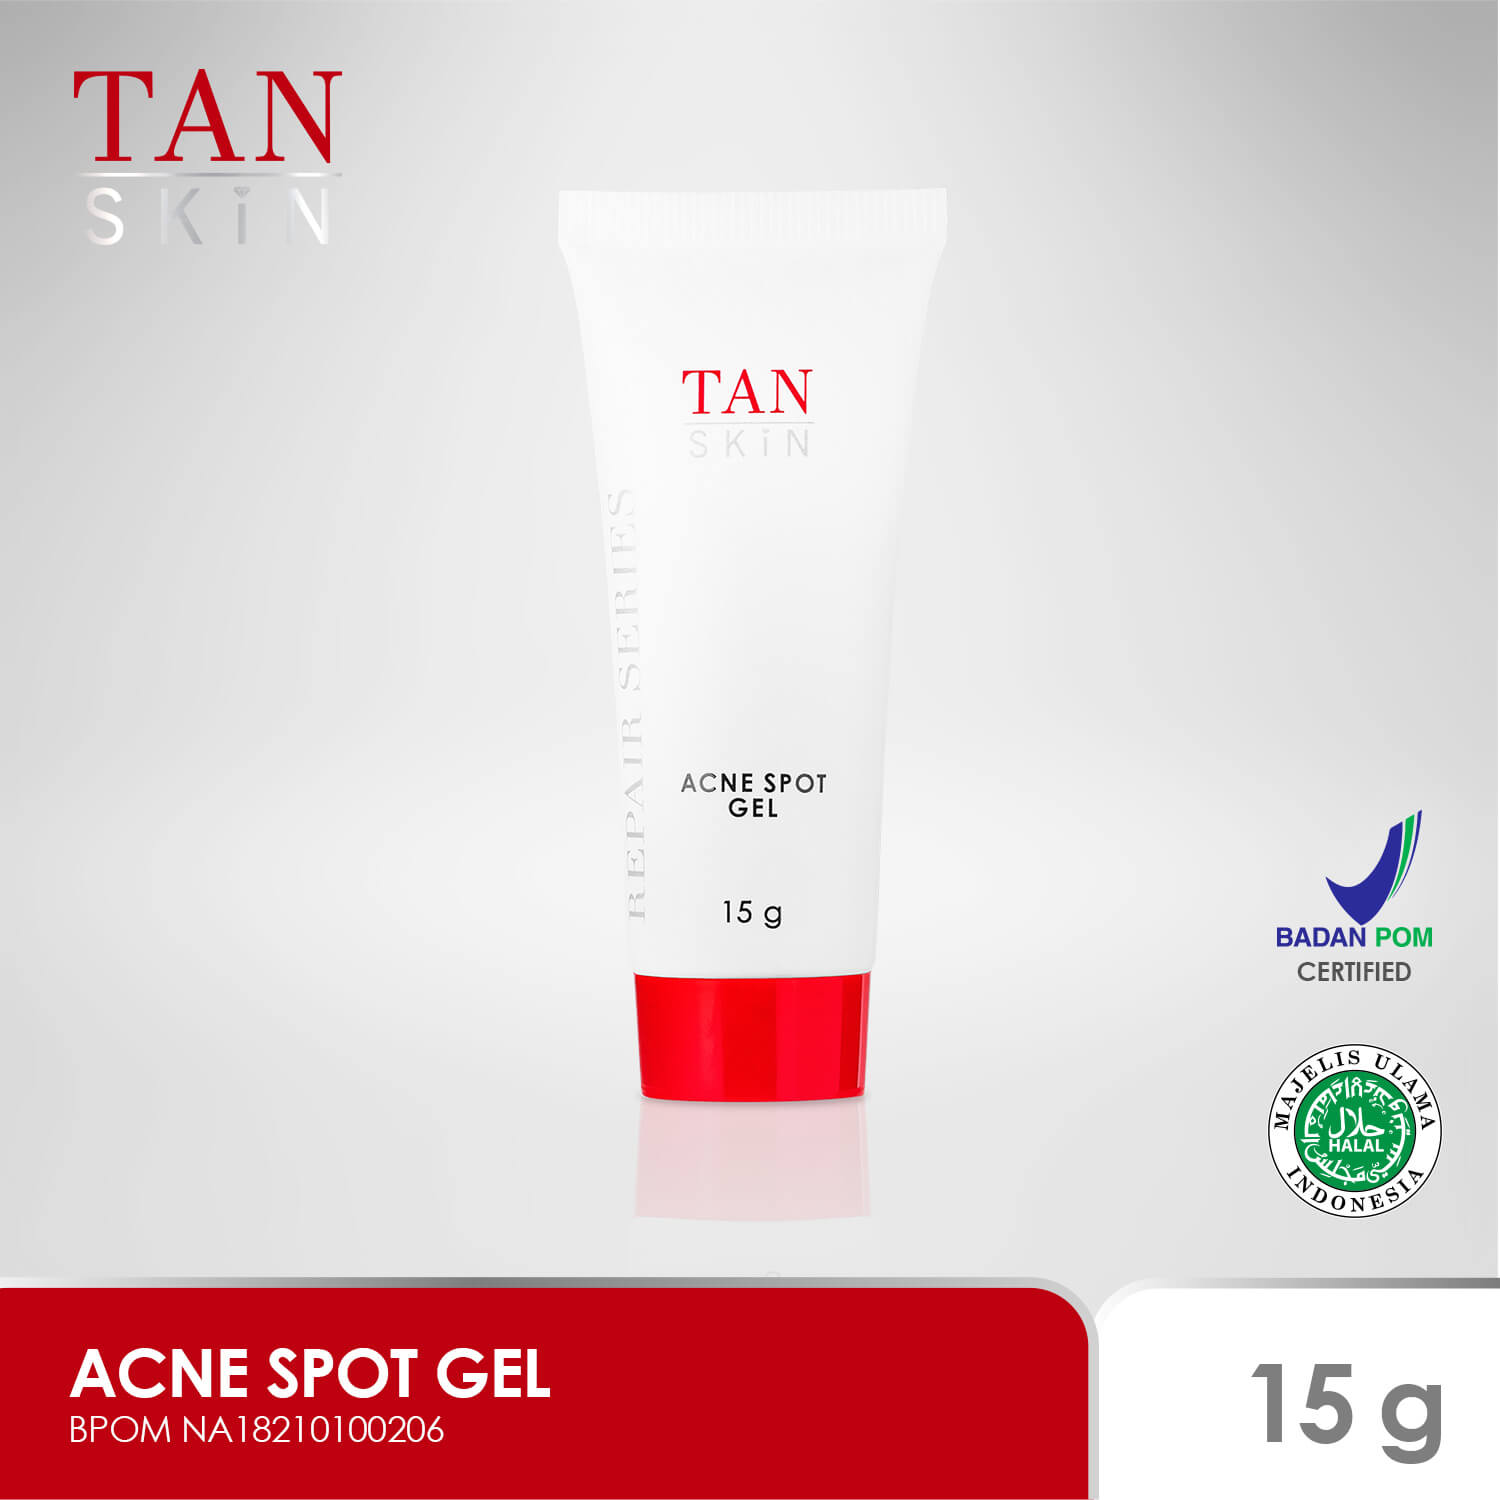 TAN
SKiN
TAN
SKiN
REPAIR SERIES
ACNE SPOT
GEL
15 g
BADAN POM
CERTIFIED
MAJELIS ULAMA
حلال
HALAL
INDONESIA
ACNE SPOT GEL
BPOM NA18210100206
15 g